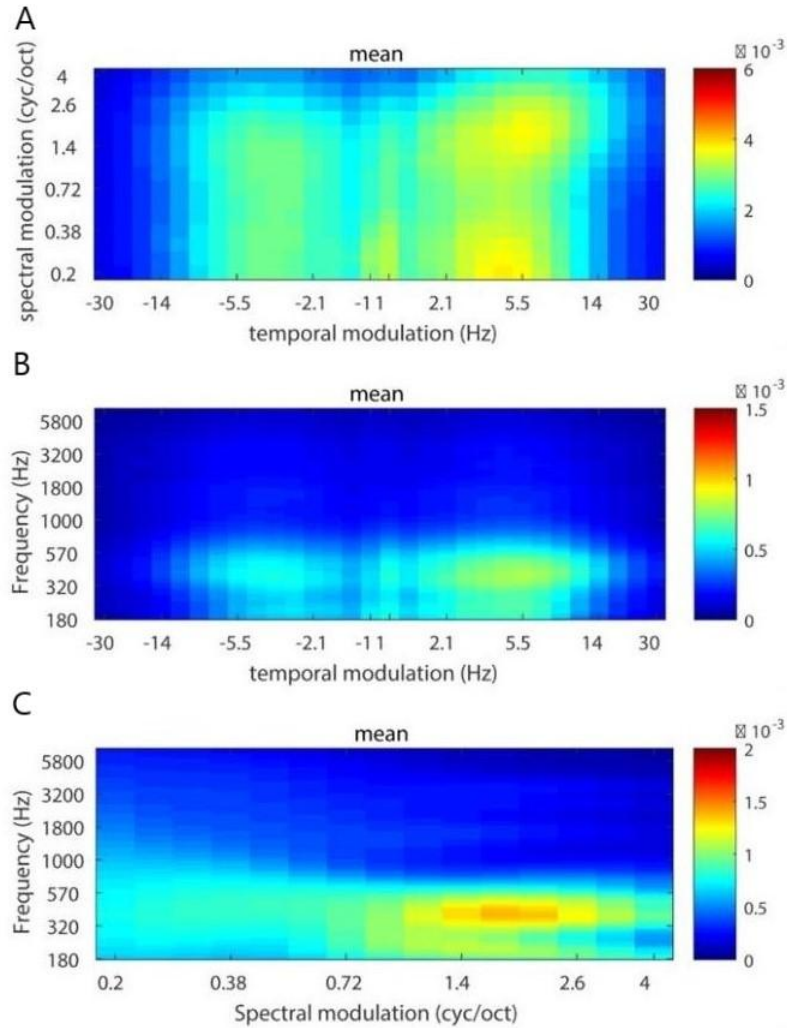 A
mean
spectral modulation (cyc/oct)
4
2.6
1.4
0.72
0.38
0.2
-30 -14 -5.5 -2.1 -1 1 2.1 5.5 14 30
temporal modulation (Hz)
10⁻³
6
4
2
0
B
mean
Frequency (Hz)
5800
3200
1800
1000
570
320
180
-30 -14 -5.5 -2.1 -1 1 2.1 5.5 14 30
temporal modulation (Hz)
10⁻³
1.5
1
0.5
0
C
mean
Frequency (Hz)
5800
3200
1800
1000
570
320
180
0.2 0.38 0.72 1.4 2.6 4
Spectral modulation (cyc/oct)
10⁻³
2
1.5
1
0.5
0